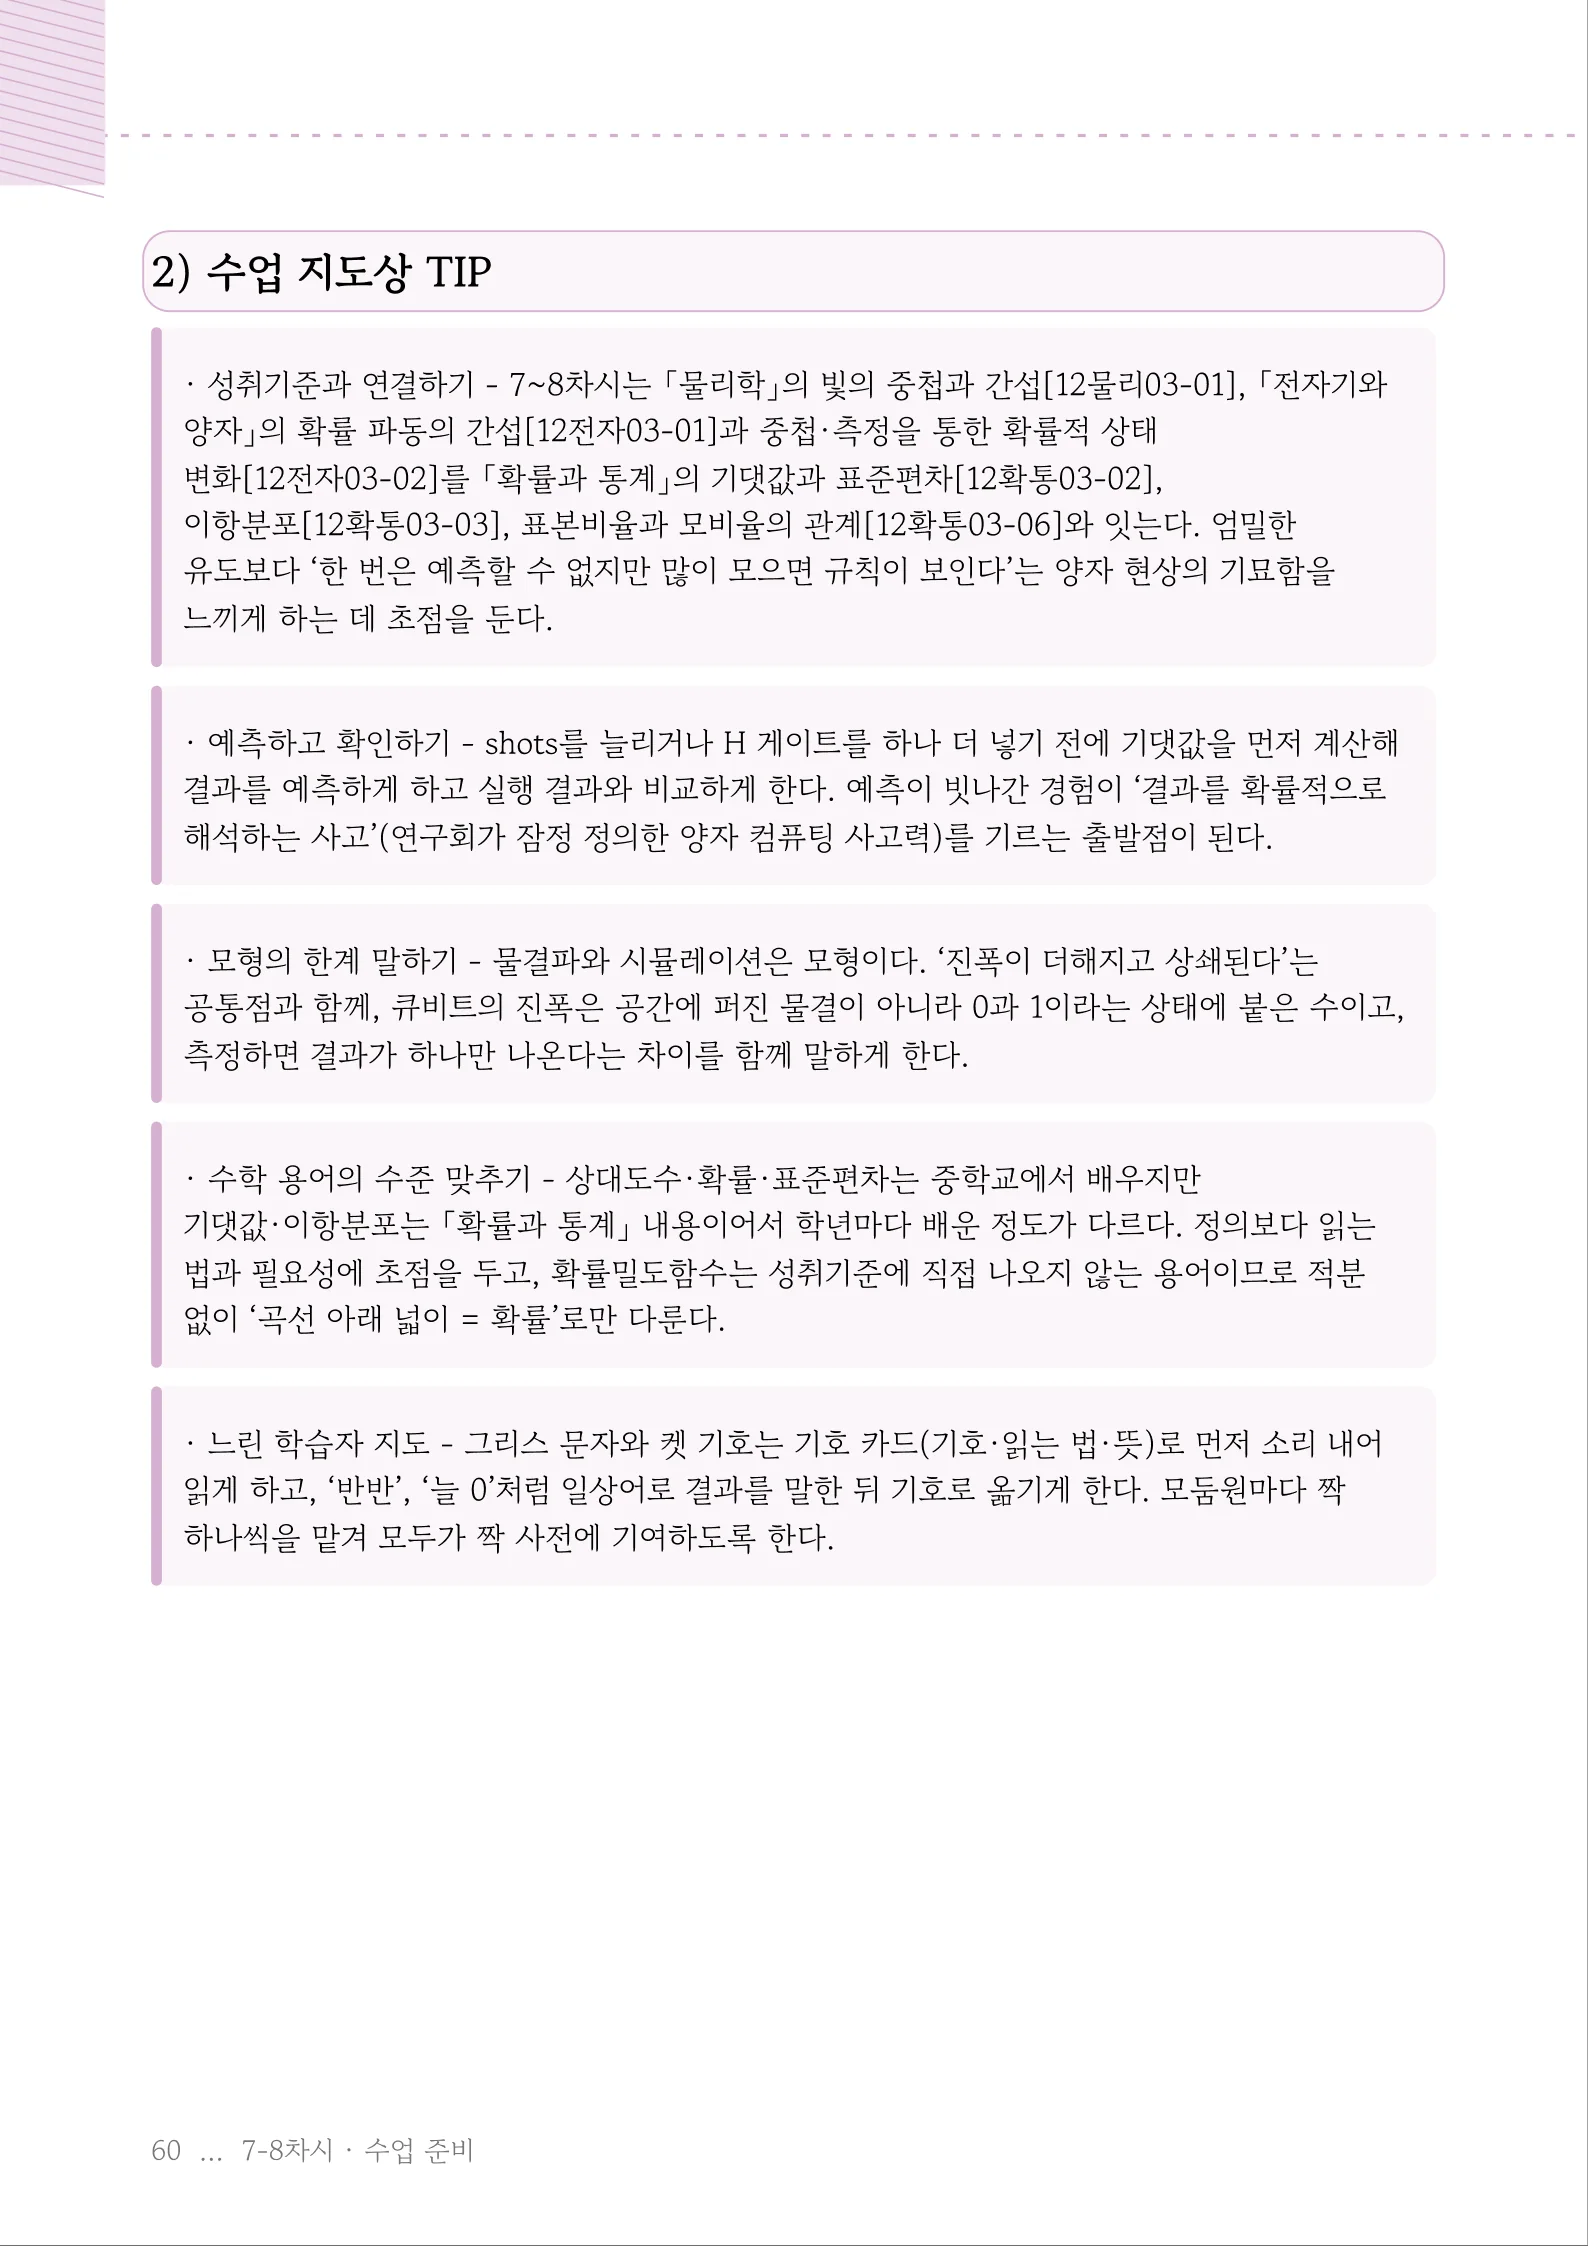 2) 수업 지도상 TIP
· 성취기준과 연결하기 - 7~8차시는 「물리학」의 빛의 중첩과 간섭[12물리03-01], 「전자기와
양자」의 확률 파동의 간섭[12전자03-01]과 중첩·측정을 통한 확률적 상태
변화[12전자03-02]를 「확률과 통계」의 기댓값과 표준편차[12확통03-02],
이항분포[12확통03-03], 표본비율과 모비율의 관계[12확통03-06]와 잇는다. 엄밀한
유도보다 ‘한 번은 예측할 수 없지만 많이 모으면 규칙이 보인다’는 양자 현상의 기묘함을
느끼게 하는 데 초점을 둔다.
· 예측하고 확인하기 - shots를 늘리거나 H 게이트를 하나 더 넣기 전에 기댓값을 먼저 계산해
결과를 예측하게 하고 실행 결과와 비교하게 한다. 예측이 빗나간 경험이 ‘결과를 확률적으로
해석하는 사고’(연구회가 잠정 정의한 양자 컴퓨팅 사고력)를 기르는 출발점이 된다.
· 모형의 한계 말하기 - 물결파와 시뮬레이션은 모형이다. ‘진폭이 더해지고 상쇄된다’는
공통점과 함께, 큐비트의 진폭은 공간에 퍼진 물결이 아니라 0과 1이라는 상태에 붙은 수이고,
측정하면 결과가 하나만 나온다는 차이를 함께 말하게 한다.
· 수학 용어의 수준 맞추기 - 상대도수·확률·표준편차는 중학교에서 배우지만
기댓값·이항분포는 「확률과 통계」 내용이어서 학년마다 배운 정도가 다르다. 정의보다 읽는
법과 필요성에 초점을 두고, 확률밀도함수는 성취기준에 직접 나오지 않는 용어이므로 적분
없이 ‘곡선 아래 넓이 = 확률’로만 다룬다.
· 느린 학습자 지도 - 그리스 문자와 켓 기호는 기호 카드(기호·읽는 법·뜻)로 먼저 소리 내어
읽게 하고, ‘반반’, ‘늘 0’처럼 일상어로 결과를 말한 뒤 기호로 옮기게 한다. 모둠원마다 짝
하나씩을 맡겨 모두가 짝 사전에 기여하도록 한다.
60 ... 7-8차시 · 수업 준비